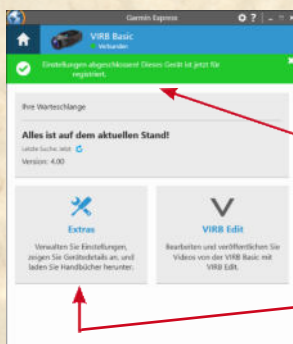 Garmin Express
VIRB Basic
Verbunden
Einstellungen abgeschlossen! Dieses Gerät ist jetzt für
registriert.
Ihre Warteschlange
Alles ist auf dem aktuellen Stand!
Letzte Suche: Jetzt
Version: 4.00
Extras
Verwalten Sie Einstellungen,
zeigen Sie Gerätedetails an, und
laden Sie Handbücher herunter.
VIRB Edit
Bearbeiten und veröffentlichen Sie
Videos von der VIRB Basic mit
VIRB Edit.